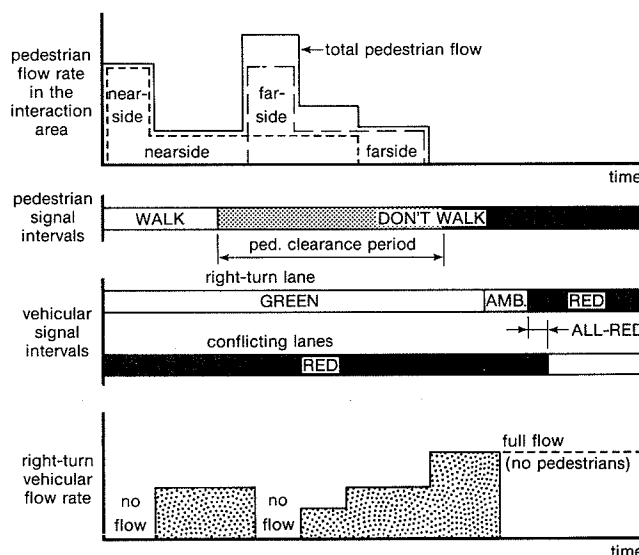 pedestrian
flow rate
in the
interaction
area
near-
side
far-
side
total pedestrian flow
nearside
farside
time
pedestrian
signal
intervals
WALK
DON'T WALK
ped. clearance period
right-turn lane
vehicular
signal
intervals
GREEN
AMB.
RED
ALL-RED
conflicting lanes
RED
right-turn
vehicular
flow rate
no
flow
no
flow
full flow
(no pedestrians)
time